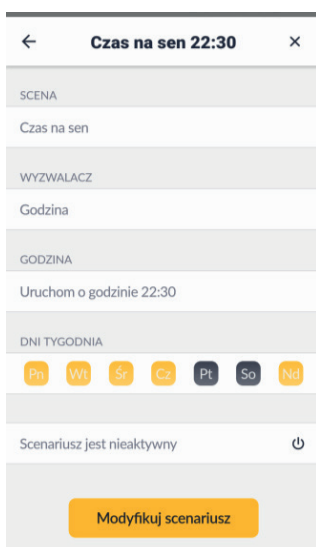 Czas na sen 22:30
SCENA
Czas na sen
WYZWALACZ
Godzina
GODZINA
Uruchom o godzinie 22:30
DNI TYGODNIA
Pn Wt Śr Cz Pt So Nd
Scenariusz jest nieaktywny
Modyfikuj scenariusz